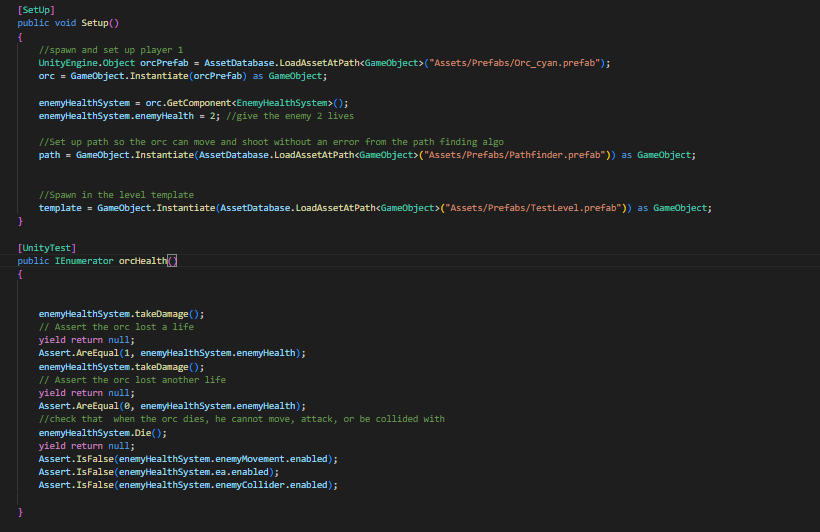 [SetUp]
public void Setup()
{
//spawn and set up player 1
UnityEngine.Object orcPrefab = AssetDatabase.LoadAssetAtPath<GameObject>("Assets/Prefabs/Orc_cyan.prefab");
orc = GameObject.Instantiate(orcPrefab) as GameObject;
enemyHealthSystem = orc.GetComponent<EnemyHealthSystem>();
enemyHealthSystem.enemyHealth = 2; //give the enemy 2 lives
//Set up path so the orc can move and shoot without an error from the path finding algo
path = GameObject.Instantiate(AssetDatabase.LoadAssetAtPath<GameObject>("Assets/Prefabs/Pathfinder.prefab")) as GameObject;
//Spawn in the level template
template = GameObject.Instantiate(AssetDatabase.LoadAssetAtPath<GameObject>("Assets/Prefabs/TestLevel.prefab")) as GameObject;
}
[UnityTest]
public IEnumerator orcHealth()
{
enemyHealthSystem.takeDamage();
// Assert the orc lost a life
yield return null;
Assert.AreEqual(1, enemyHealthSystem.enemyHealth);
enemyHealthSystem.takeDamage();
// Assert the orc lost another life
yield return null;
Assert.AreEqual(0, enemyHealthSystem.enemyHealth);
//check that  when the orc dies, he cannot move, attack, or be collided with
enemyHealthSystem.Die();
yield return null;
Assert.IsFalse(enemyHealthSystem.enemyMovement.enabled);
Assert.IsFalse(enemyHealthSystem.ea.enabled);
Assert.IsFalse(enemyHealthSystem.enemyCollider.enabled);
}